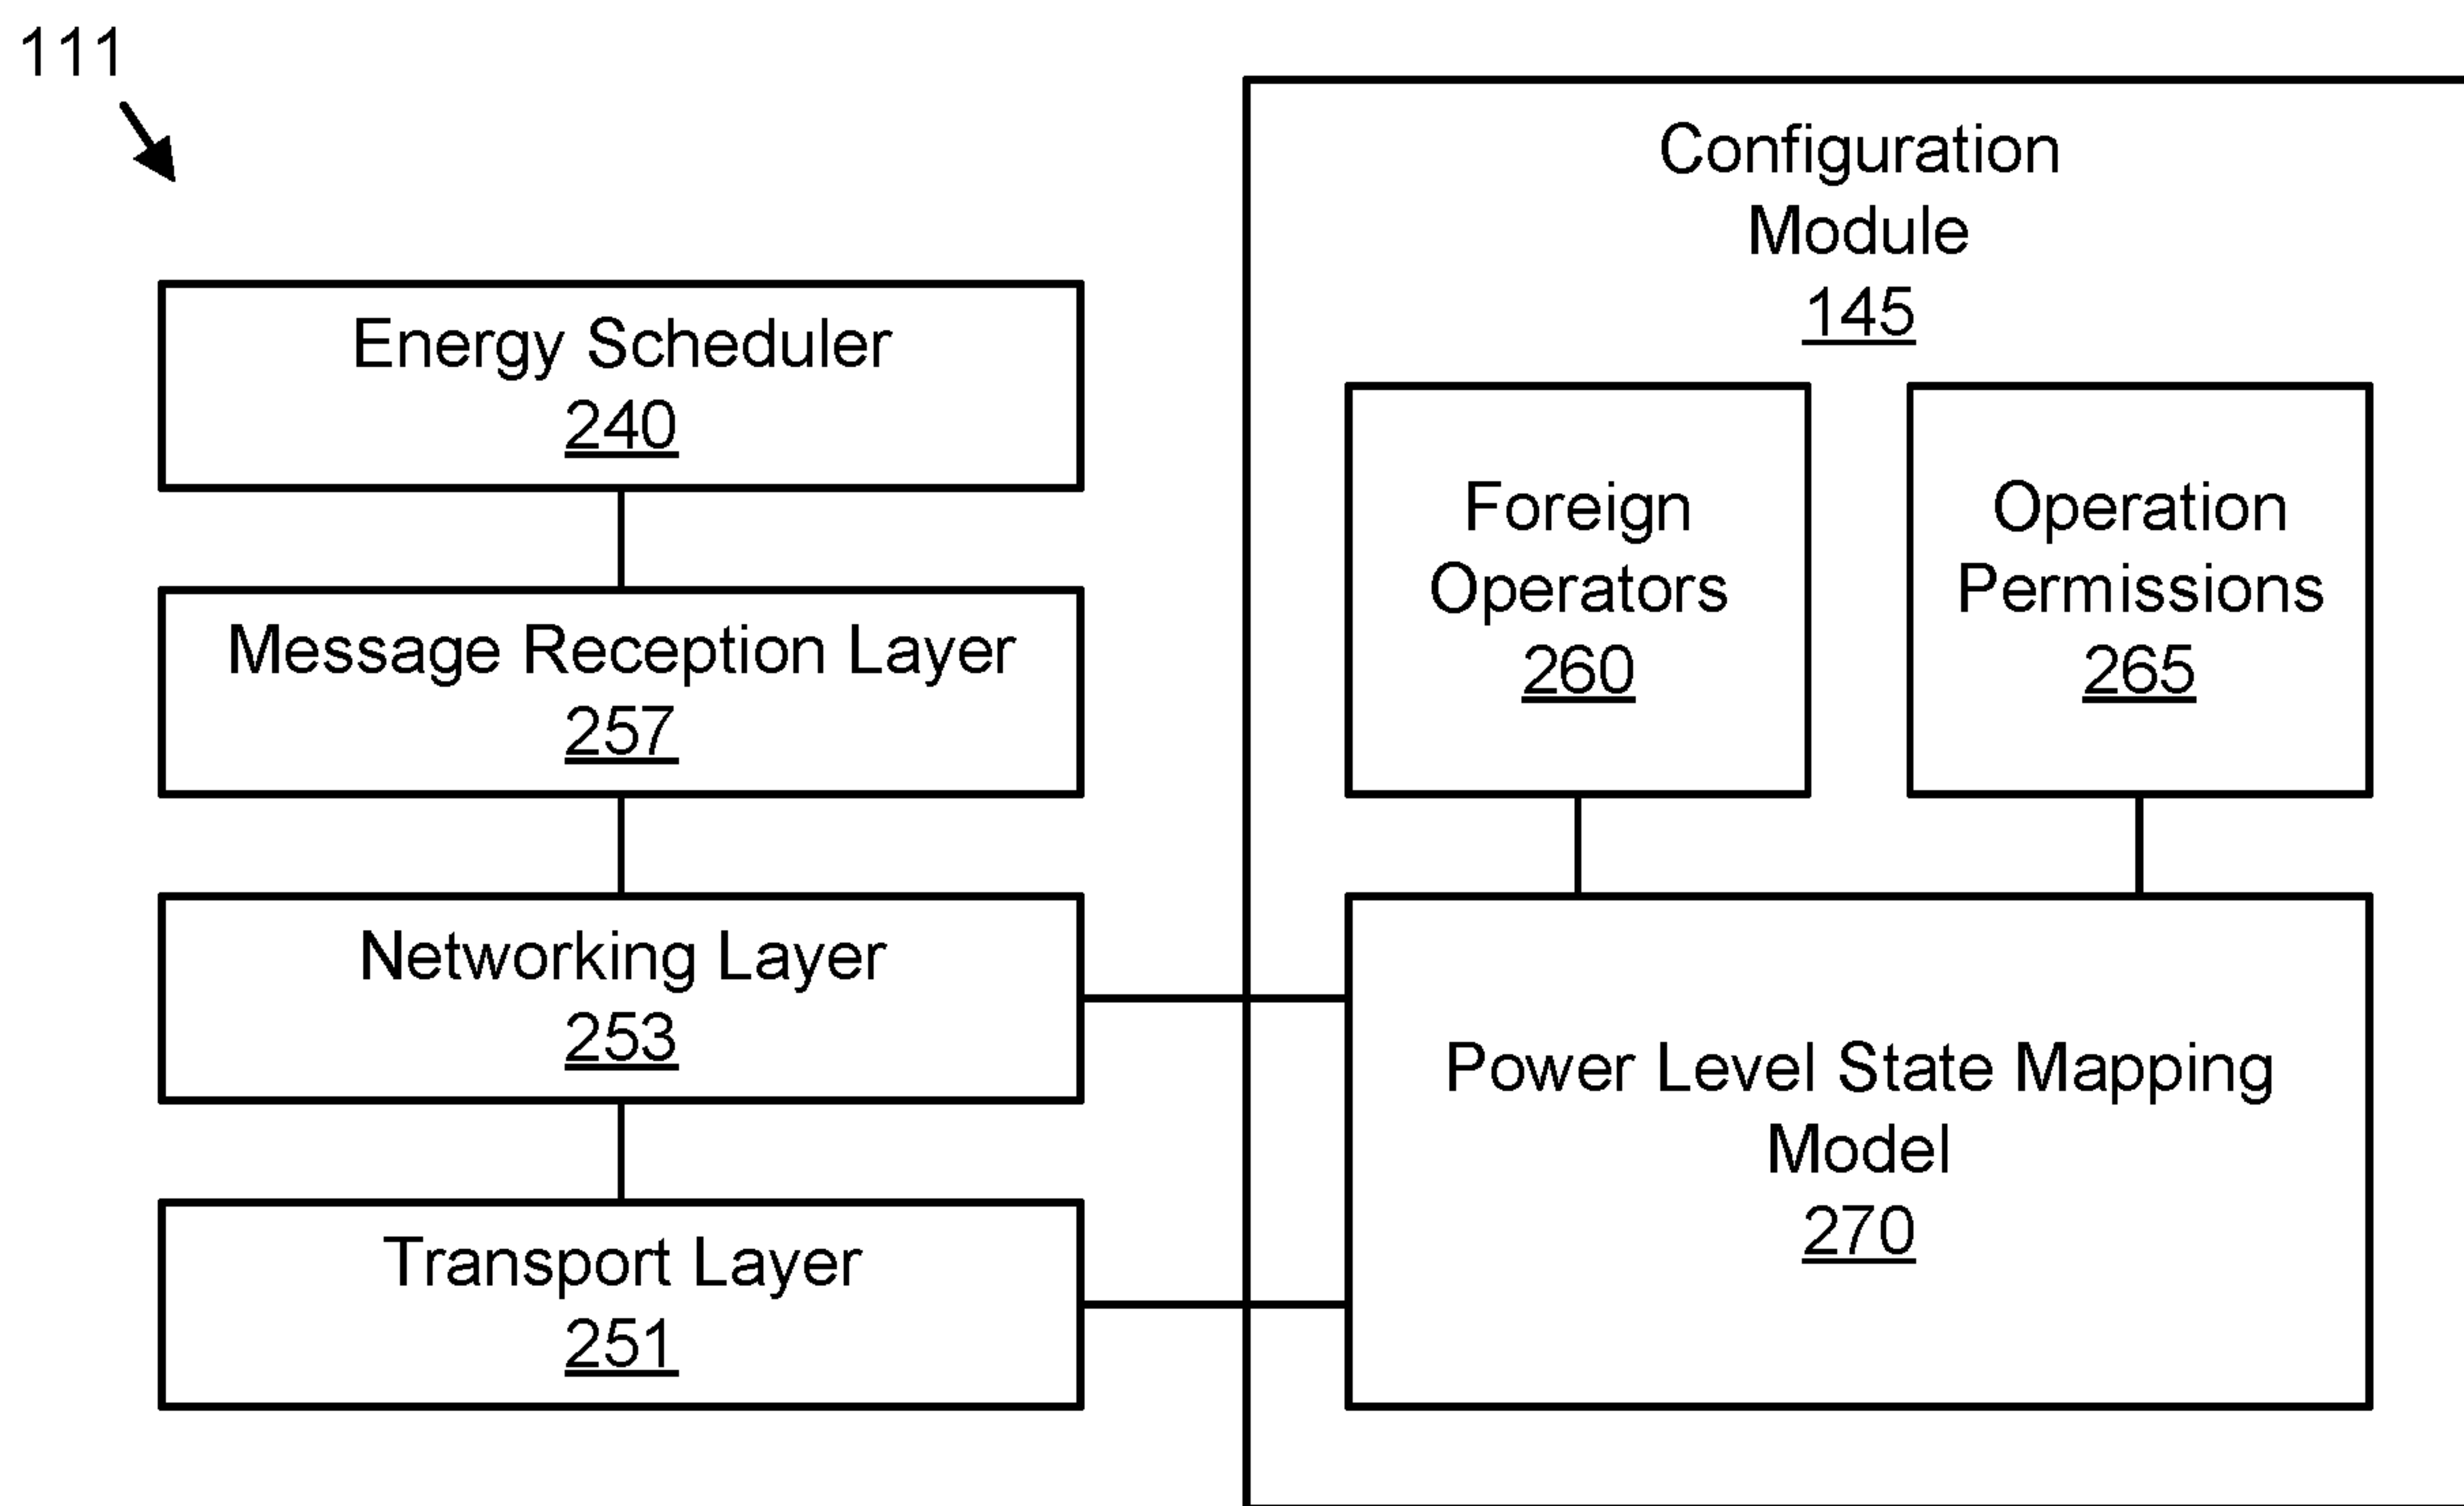 111
Configuration
Module
145
Energy Scheduler
240
Message Reception Layer
257
Networking Layer
253
Transport Layer
251
Foreign
Operators
260
Operation
Permissions
265
Power Level State Mapping
Model
270